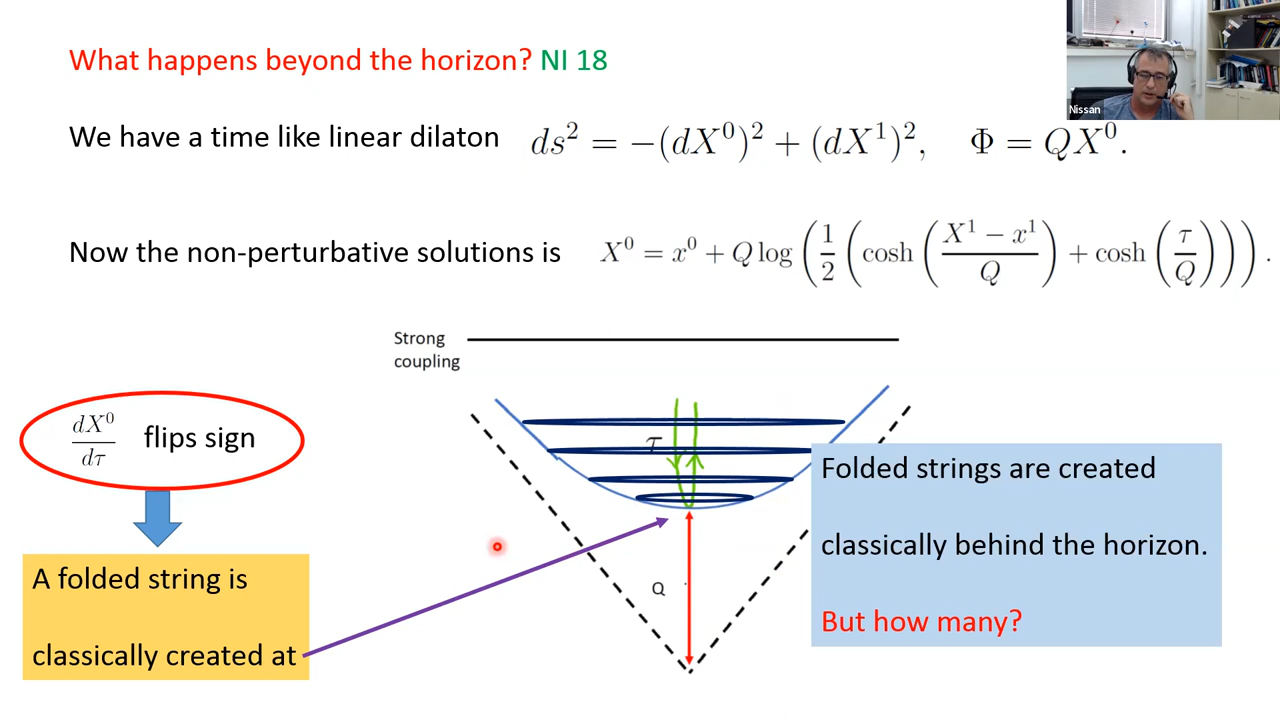 What happens beyond the horizon? NI 18
Nissan
We have a time like linear dilaton ds² = −(dX⁰)² + (dX¹)², Φ = QX⁰.
Now the non-perturbative solutions is X⁰ = x⁰ + Q log(1/2(cosh((X¹ − x¹)/Q) + cosh(τ/Q))).
Strong
coupling
dX⁰/dτ flips sign
τ
Q
A folded string is
classically created at
Folded strings are created
classically behind the horizon.
But how many?